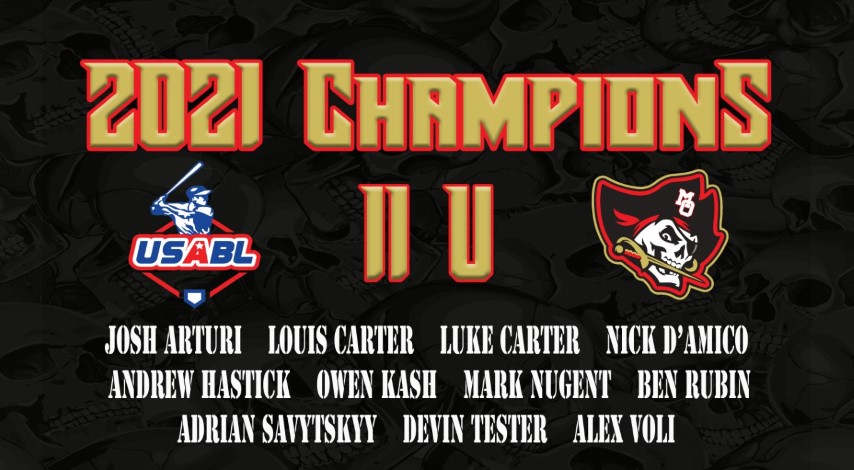 2021 CHAMPIONS
11 U
USABL
MO
JOSH ARTURI LOUIS CARTER LUKE CARTER NICK D'AMICO
ANDREW HASTICK OWEN KASH MARK NUGENT BEN RUBIN
ADRIAN SAVYTSKYY DEVIN TESTER ALEX VOLI